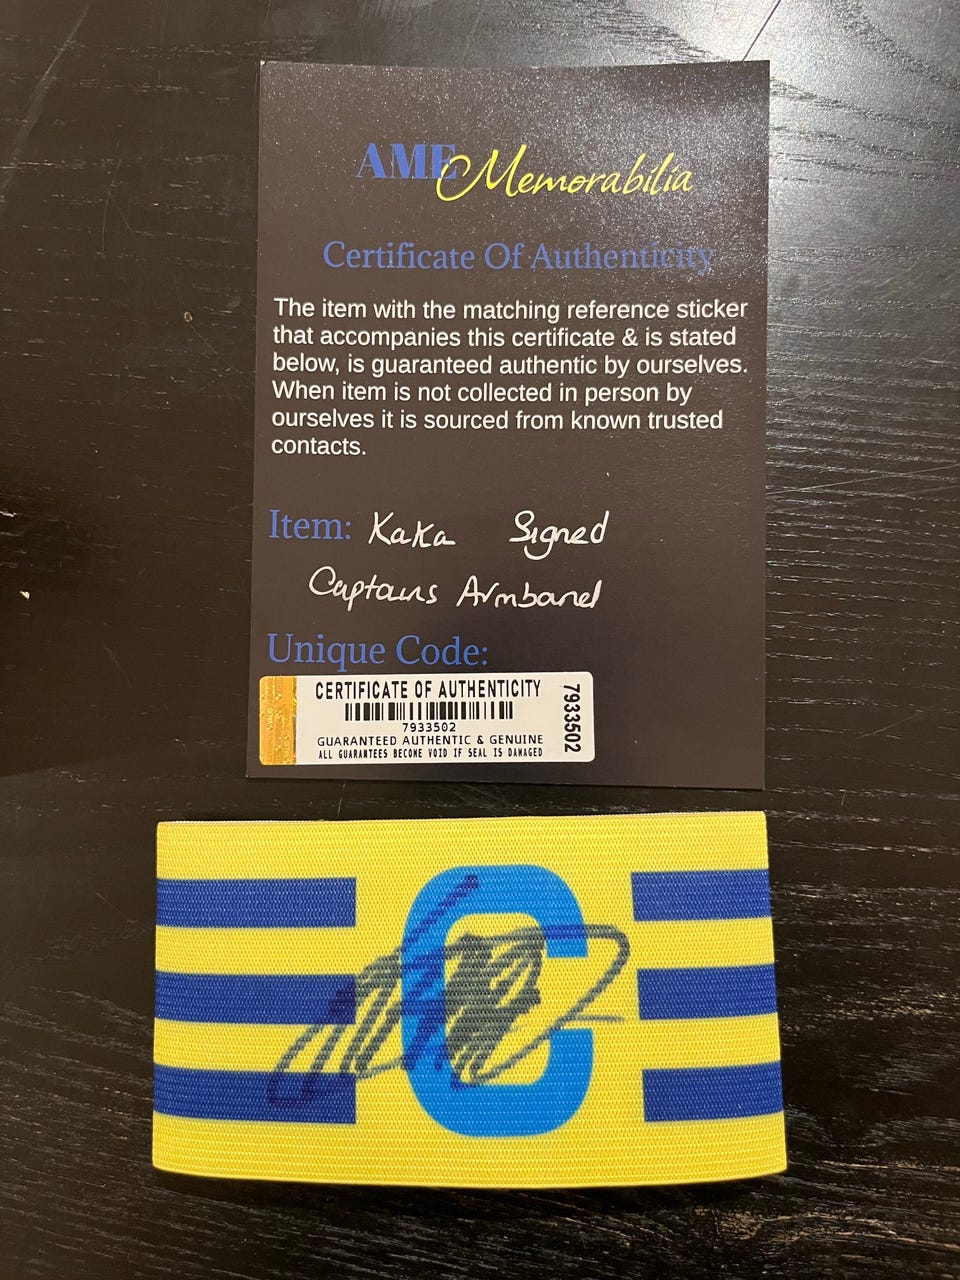 AME Memorabilia
Certificate Of Authenticity
The item with the matching reference sticker
that accompanies this certificate & is stated
below, is guaranteed authentic by ourselves.
When item is not collected in person by
ourselves it is sourced from known trusted
contacts.
Item: Kaka Signed
Captains Armband
Unique Code:
CERTIFICATE OF AUTHENTICITY
7933502
GUARANTEED AUTHENTIC & GENUINE
ALL GUARANTEES BECOME VOID IF SEAL IS DAMAGED
7933502
C